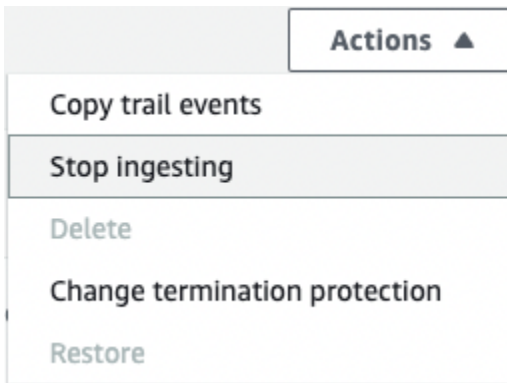 Actions
Copy trail events
Stop ingesting
Delete
Change termination protection
Restore